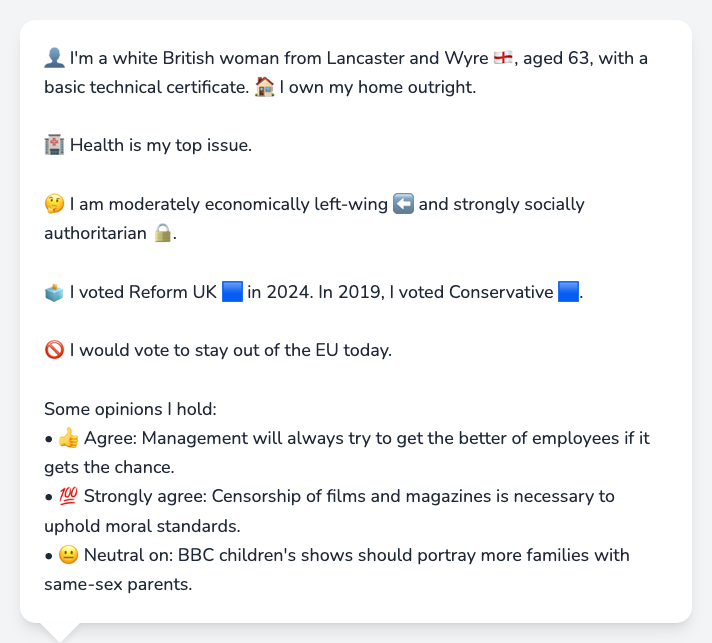 👤 I'm a white British woman from Lancaster and Wyre 🏴󠁧󠁢󠁥󠁮󠁧󠁿, aged 63, with a
basic technical certificate. 🏠 I own my home outright.
🏥 Health is my top issue.
🤔 I am moderately economically left-wing ⬅️ and strongly socially
authoritarian 🔒.
🗳️ I voted Reform UK 🟦 in 2024. In 2019, I voted Conservative 🟦.
🚫 I would vote to stay out of the EU today.
Some opinions I hold:
• 👍 Agree: Management will always try to get the better of employees if it
gets the chance.
• 💯 Strongly agree: Censorship of films and magazines is necessary to
uphold moral standards.
• 😐 Neutral on: BBC children's shows should portray more families with
same-sex parents.